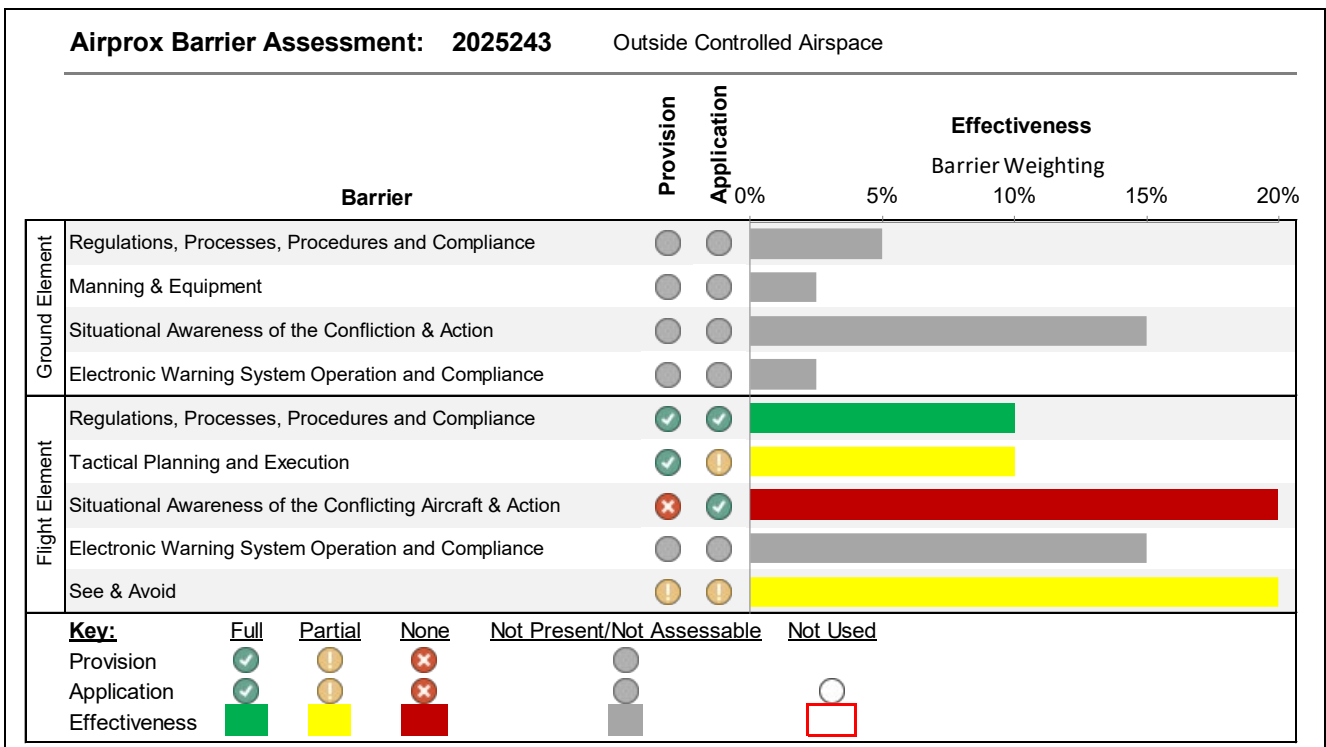 Airprox Barrier Assessment: 2025243 Outside Controlled Airspace
Effectiveness
Barrier Weighting
Barrier Provision Application 0% 5% 10% 15% 20%
Ground Element
Regulations, Processes, Procedures and Compliance
Manning & Equipment
Situational Awareness of the Confliction & Action
Electronic Warning System Operation and Compliance
Flight Element
Regulations, Processes, Procedures and Compliance
Tactical Planning and Execution
Situational Awareness of the Conflicting Aircraft & Action
Electronic Warning System Operation and Compliance
See & Avoid
Key: Full Partial None Not Present/Not Assessable Not Used
Provision
Application
Effectiveness